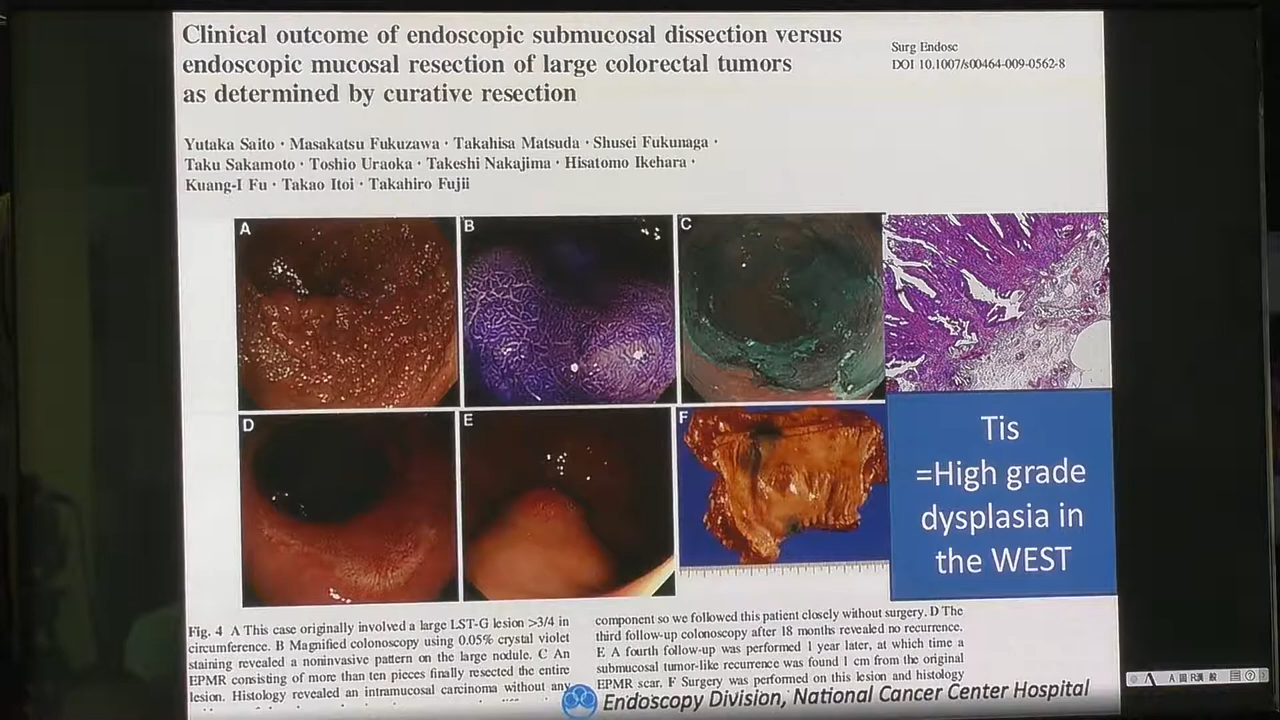 Clinical outcome of endoscopic submucosal dissection versus
endoscopic mucosal resection of large colorectal tumors
as determined by curative resection
Surg Endosc
DOI 10.1007/s00464-009-0562-8
Yutaka Saito · Masakatsu Fukuzawa · Takahisa Matsuda · Shusei Fukunaga ·
Taku Sakamoto · Toshio Uraoka · Takeshi Nakajima · Hisatomo Ikehara ·
Kuang-I Fu · Takao Itoi · Takahiro Fujii
A
B
C
D
E
F
Tis
=High grade
dysplasia in
the WEST
Fig. 4 A This case originally involved a large LST-G lesion >3/4 in
circumference. B Magnified colonoscopy using 0.05% crystal violet
staining revealed a noninvasive pattern on the large nodule. C An
EPMR consisting of more than ten pieces finally resected the entire
lesion. Histology revealed an intramucosal carcinoma without any
component so we followed this patient closely without surgery. D The
third follow-up colonoscopy after 18 months revealed no recurrence.
E A fourth follow-up was performed 1 year later, at which time a
submucosal tumor-like recurrence was found 1 cm from the original
EPMR scar. F Surgery was performed on this lesion and histology
Endoscopy Division, National Cancer Center Hospital